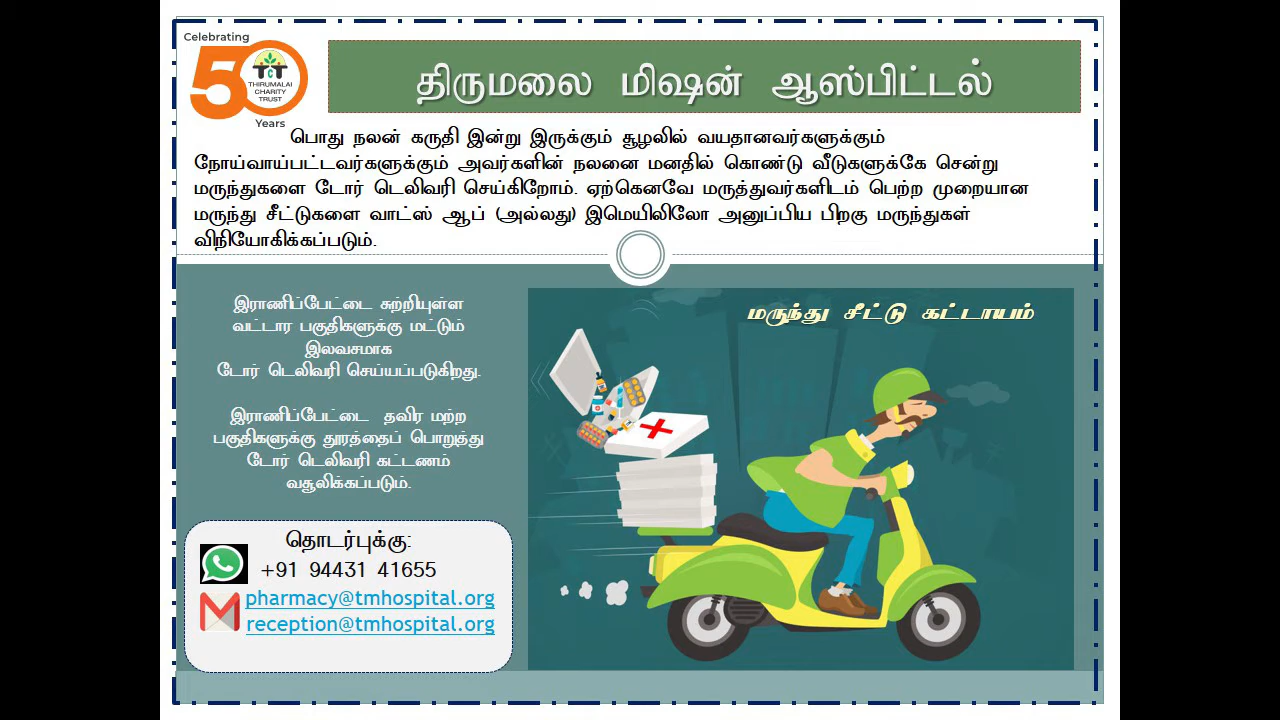 Celebrating
50
THIRUMALAI
CHARITY
TRUST
Years
திருமலை மிஷன் ஆஸ்பிட்டல்
பொது நலன் கருதி இன்று இருக்கும் சூழலில் வயதானவர்களுக்கும்
நோய்வாய்பட்டவர்களுக்கும் அவர்களின் நலனை மனதில் கொண்டு வீடுகளுக்கே சென்று
மருந்துகளை டோர் டெலிவரி செய்கிறோம். ஏற்கெனவே மருத்துவர்களிடம் பெற்ற முறையான
மருந்து சீட்டுகளை வாட்ஸ் ஆப் (அல்லது) இமெயிலிலோ அனுப்பிய பிறகு மருந்துகள்
விநியோகிக்கப்படும்.
இராணிப்பேட்டை சுற்றியுள்ள
வட்டார பகுதிகளுக்கு மட்டும்
இலவசமாக
டோர் டெலிவரி செய்யப்படுகிறது.
இராணிப்பேட்டை தவிர மற்ற
பகுதிகளுக்கு தூரத்தைப் பொறுத்து
டோர் டெலிவரி கட்டணம்
வசூலிக்கப்படும்.
மருந்து சீட்டு கட்டாயம்
தொடர்புக்கு:
+91 94431 41655
pharmacy@tmhospital.org
reception@tmhospital.org